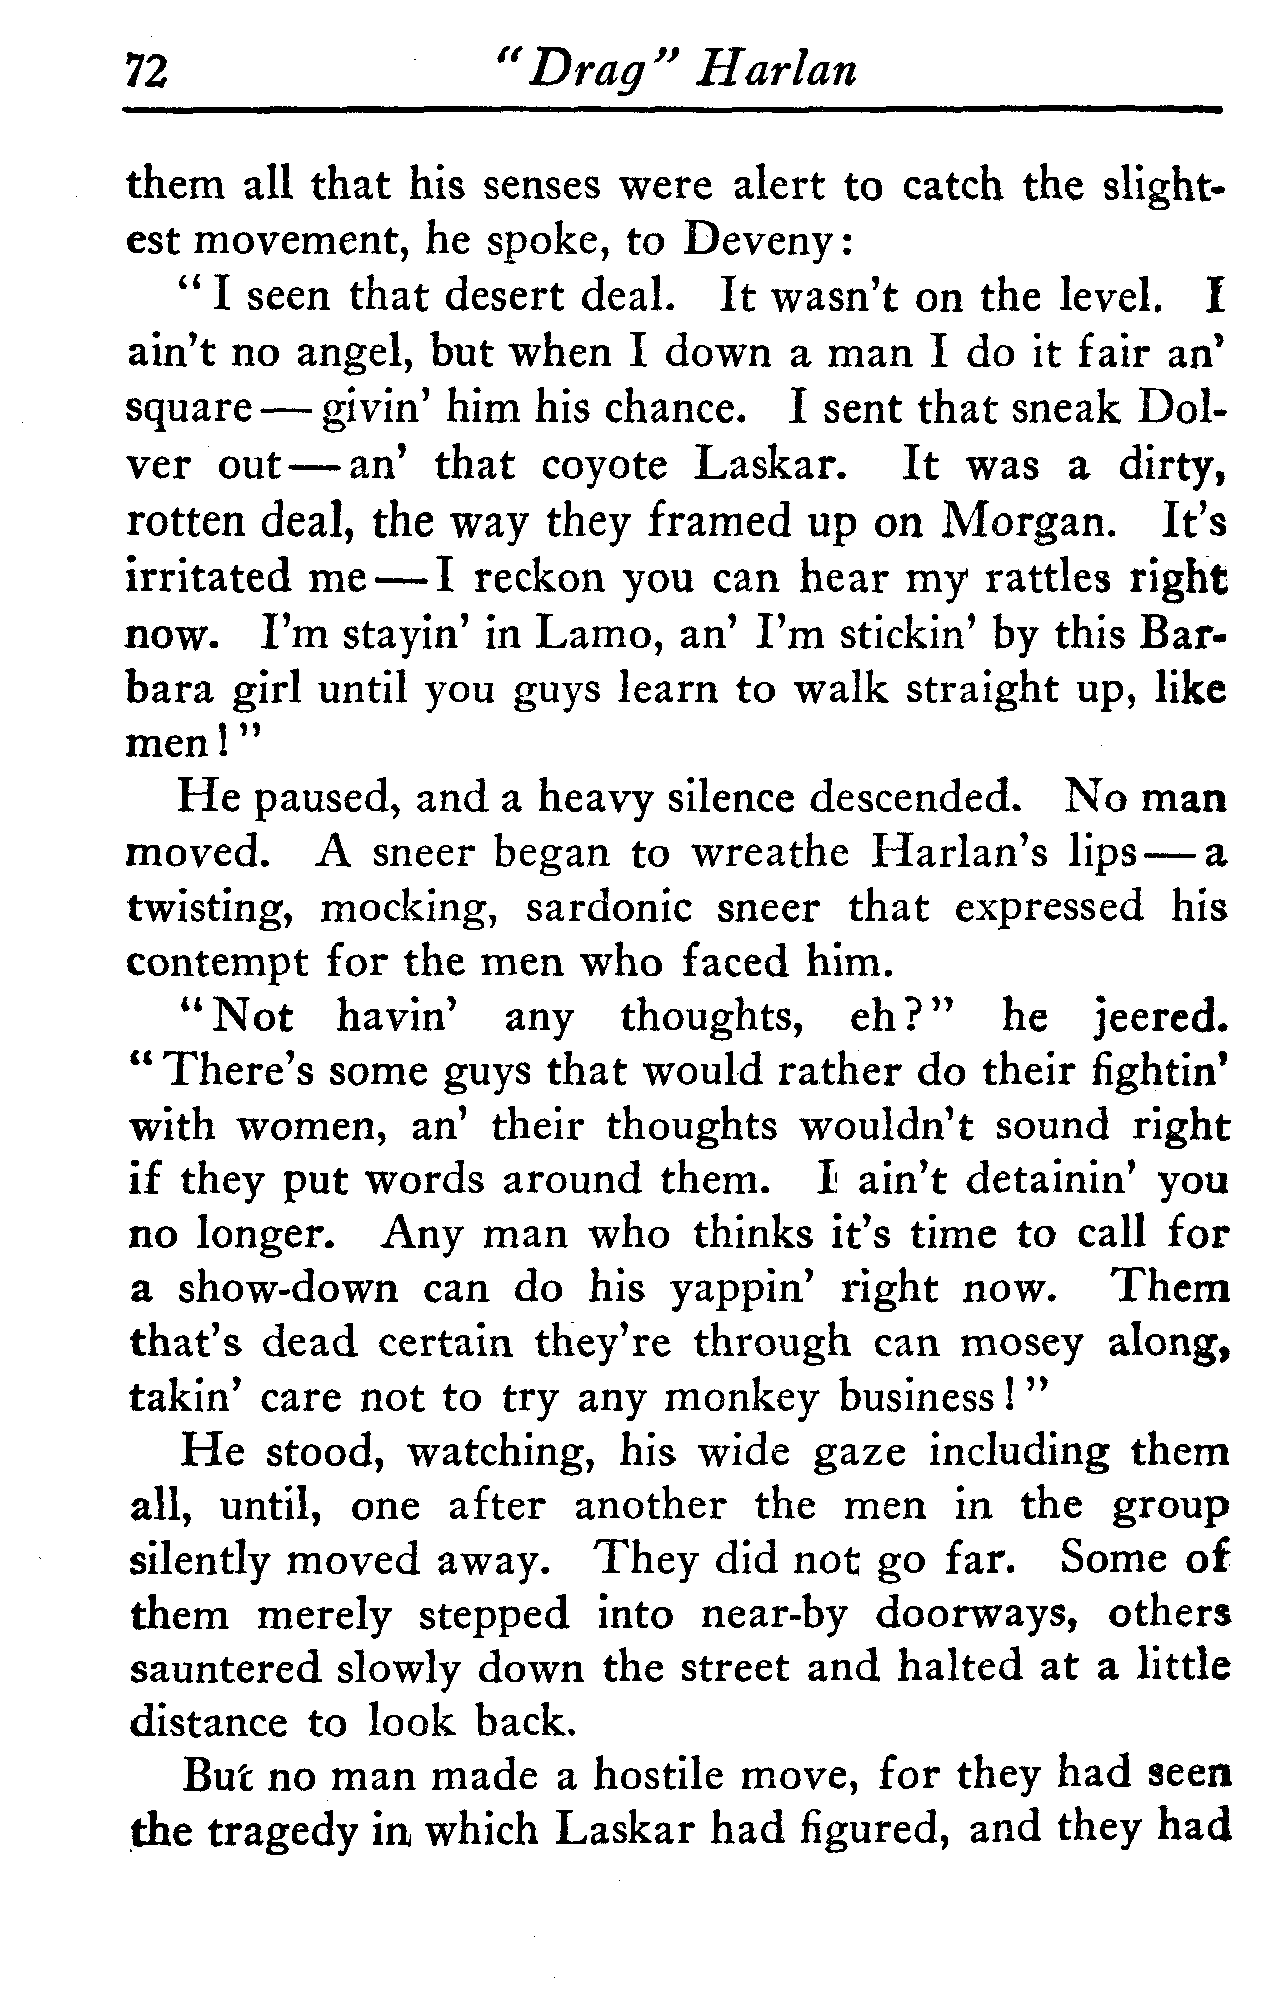 72 "Drag" Harlan
them all that his senses were alert to catch the slight-
est movement, he spoke, to Deveny:
"I seen that desert deal. It wasn't on the level. I
ain't no angel, but when I down a man I do it fair an'
square—givin' him his chance. I sent that sneak Dol-
ver out—an' that coyote Laskar. It was a dirty,
rotten deal, the way they framed up on Morgan. It's
irritated me—I reckon you can hear my rattles right
now. I'm stayin' in Lamo, an' I'm stickin' by this Bar-
bara girl until you guys learn to walk straight up, like
men!"
He paused, and a heavy silence descended. No man
moved. A sneer began to wreathe Harlan's lips—a
twisting, mocking, sardonic sneer that expressed his
contempt for the men who faced him.
"Not havin' any thoughts, eh?" he jeered.
"There's some guys that would rather do their fightin'
with women, an' their thoughts wouldn't sound right
if they put words around them. I ain't detainin' you
no longer. Any man who thinks it's time to call for
a show-down can do his yappin' right now. Them
that's dead certain they're through can mosey along,
takin' care not to try any monkey business!"
He stood, watching, his wide gaze including them
all, until, one after another the men in the group
silently moved away. They did not go far. Some of
them merely stepped into near-by doorways, others
sauntered slowly down the street and halted at a little
distance to look back.
But no man made a hostile move, for they had seen
the tragedy in which Laskar had figured, and they had